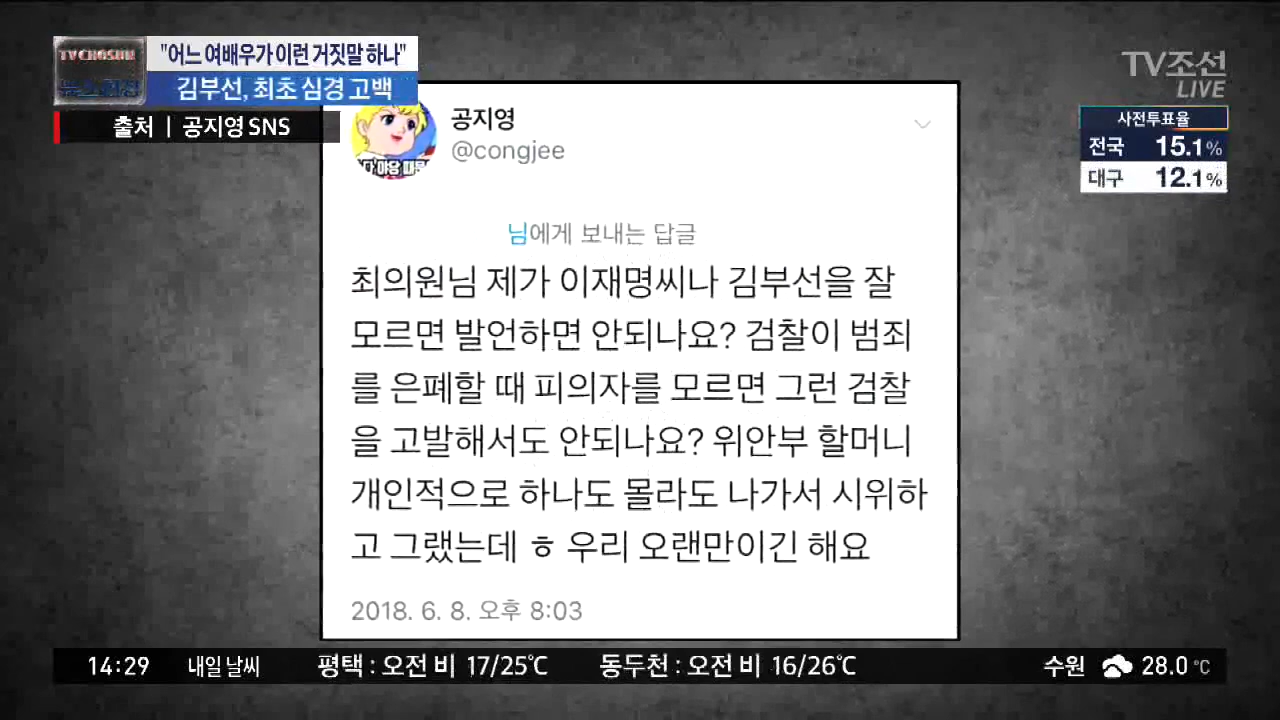 TV CHOSUN
"어느 여배우가 이런 거짓말 하나"
김부선, 최초 심경 고백
출처 | 공지영 SNS
TV조선
LIVE
사전투표율
전국 15.1%
대구 12.1%
공지영
@congjee
님에게 보내는 답글
최의원님 제가 이재명씨나 김부선을 잘
모르면 발언하면 안되나요? 검찰이 범죄
를 은폐할 때 피의자를 모르면 그런 검찰
을 고발해서도 안되나요? 위안부 할머니
개인적으로 하나도 몰라도 나가서 시위하
고 그랬는데 ㅎ 우리 오랜만이긴 해요
2018. 6. 8. 오후 8:03
14:29 내일 날씨 평택 : 오전 비 17/25℃ 동두천 : 오전 비 16/26℃ 수원 28.0℃